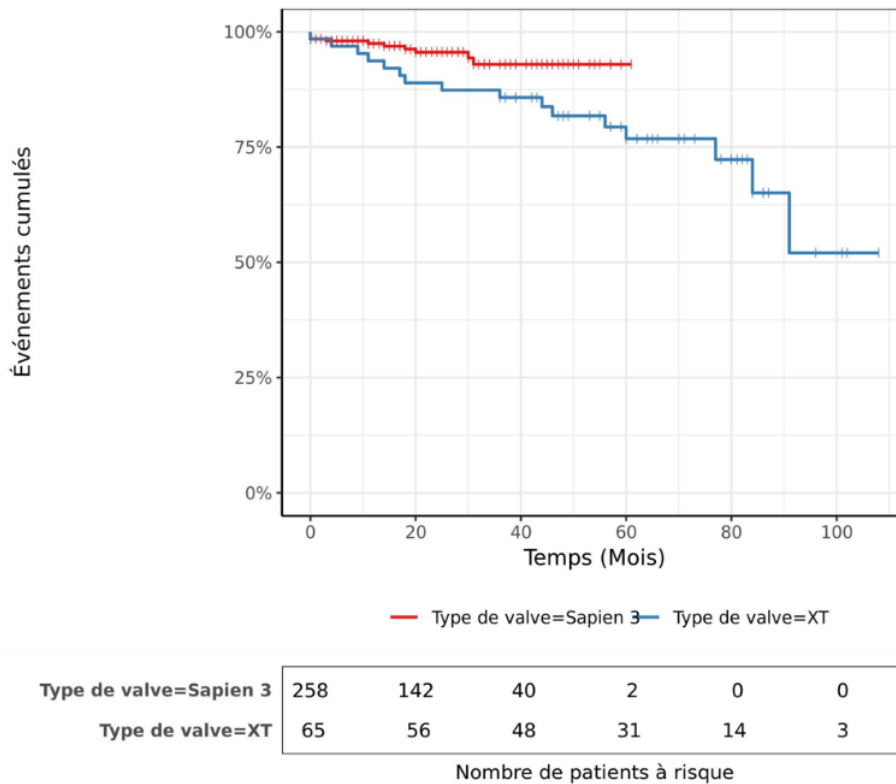 100%
75%
50%
25%
0%
Événements cumulés
0 20 40 60 80 100
Temps (Mois)
Type de valve=Sapien 3 Type de valve=XT
Type de valve=Sapien 3 258 142 40 2 0 0
Type de valve=XT 65 56 48 31 14 3
Nombre de patients à risque